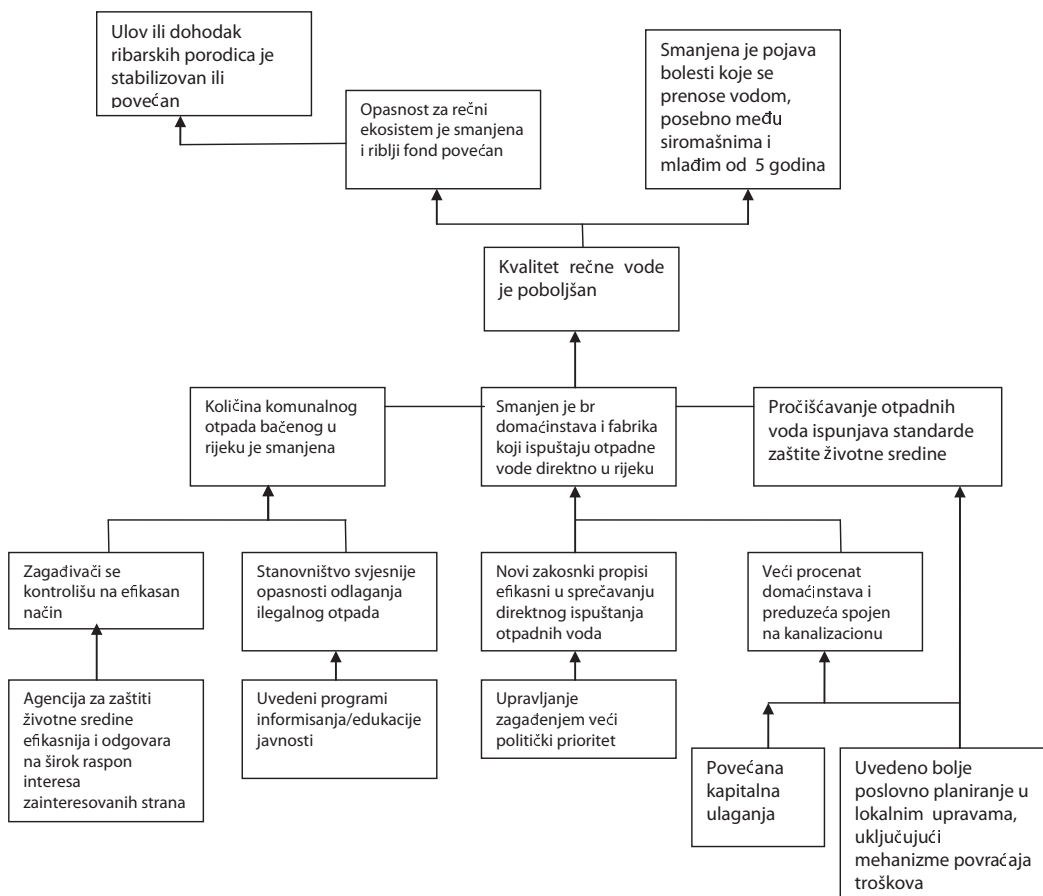 Ulov ili dohodak
ribarskih porodica je
stabilizovan ili
povećan
Smanjena je pojava
bolesti koje se
prenose vodom,
posebno među
siromašnima i
mlađim od 5 godina
Opasnost za rečni
ekosistem je smanjena
i riblji fond povećan
Kvalitet rečne vode
je poboljšan
Količina komunalnog
otpada bačenog u
rijeku je smanjena
Smanjen je br
domaćinstava i fabrika
koji ispuštaju otpadne
vode direktno u rijeku
Pročišćavanje otpadnih
voda ispunjava standarde
zaštite životne sredine
Zagađivači se
kontrolišu na efikasan
način
Stanovništvo svjesnije
opasnosti odlaganja
ilegalnog otpada
Novi zakosnki propisi
efikasni u sprečavanju
direktnog ispuštanja
otpadnih voda
Veći procenat
domaćinstava i
preduzeća spojen
na kanalizacionu
Agencija za zaštiti
životne sredine
efikasnija i odgovara
na širok raspon
interesa
zainteresovanih strana
Uvedeni programi
informisanja/edukacije
javnosti
Upravljanje
zagađenjem veći
politički prioritet
Povećana
kapitalna
ulaganja
Uvedeno bolje
poslovno planiranje u
lokalnim upravama,
uključujući
mehanizme povraćaja
troškova